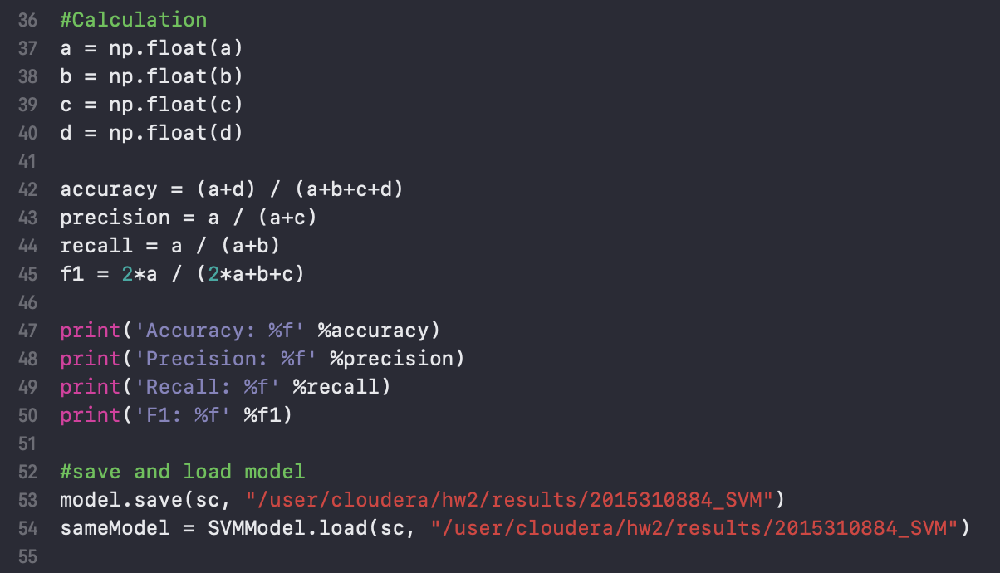 36 #Calculation
37 a = np.float(a)
38 b = np.float(b)
39 c = np.float(c)
40 d = np.float(d)
41
42 accuracy = (a+d) / (a+b+c+d)
43 precision = a / (a+c)
44 recall = a / (a+b)
45 f1 = 2*a / (2*a+b+c)
46
47 print('Accuracy: %f' %accuracy)
48 print('Precision: %f' %precision)
49 print('Recall: %f' %recall)
50 print('F1: %f' %f1)
51
52 #save and load model
53 model.save(sc, "/user/cloudera/hw2/results/2015310884_SVM")
54 sameModel = SVMModel.load(sc, "/user/cloudera/hw2/results/2015310884_SVM")
55